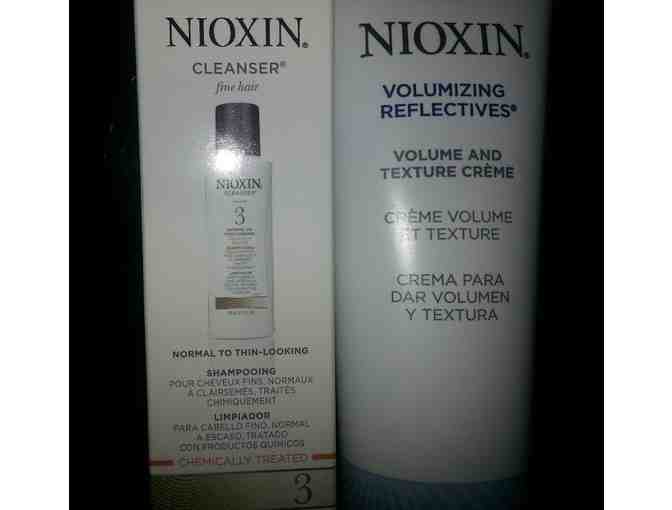 NIOXIN®
CLEANSER®
fine hair
NIOXIN
CLEANSER
3
NORMAL TO THIN-LOOKING
SHAMPOOING
POUR CHEVEUX FINS, NORMAUX
À CLAIRSEMÉS, TRAITÉS
CHIMIQUEMENT
LIMPIADOR
PARA CABELLO FINO, NORMAL
A ESCASO, TRATADO
CON PRODUCTOS QUÍMICOS
CHEMICALLY TREATED
3
NIOXIN®
VOLUMIZING
REFLECTIVES®
VOLUME AND
TEXTURE CRÈME
CRÈME VOLUME
ET TEXTURE
CREMA PARA
DAR VOLUMEN
Y TEXTURA